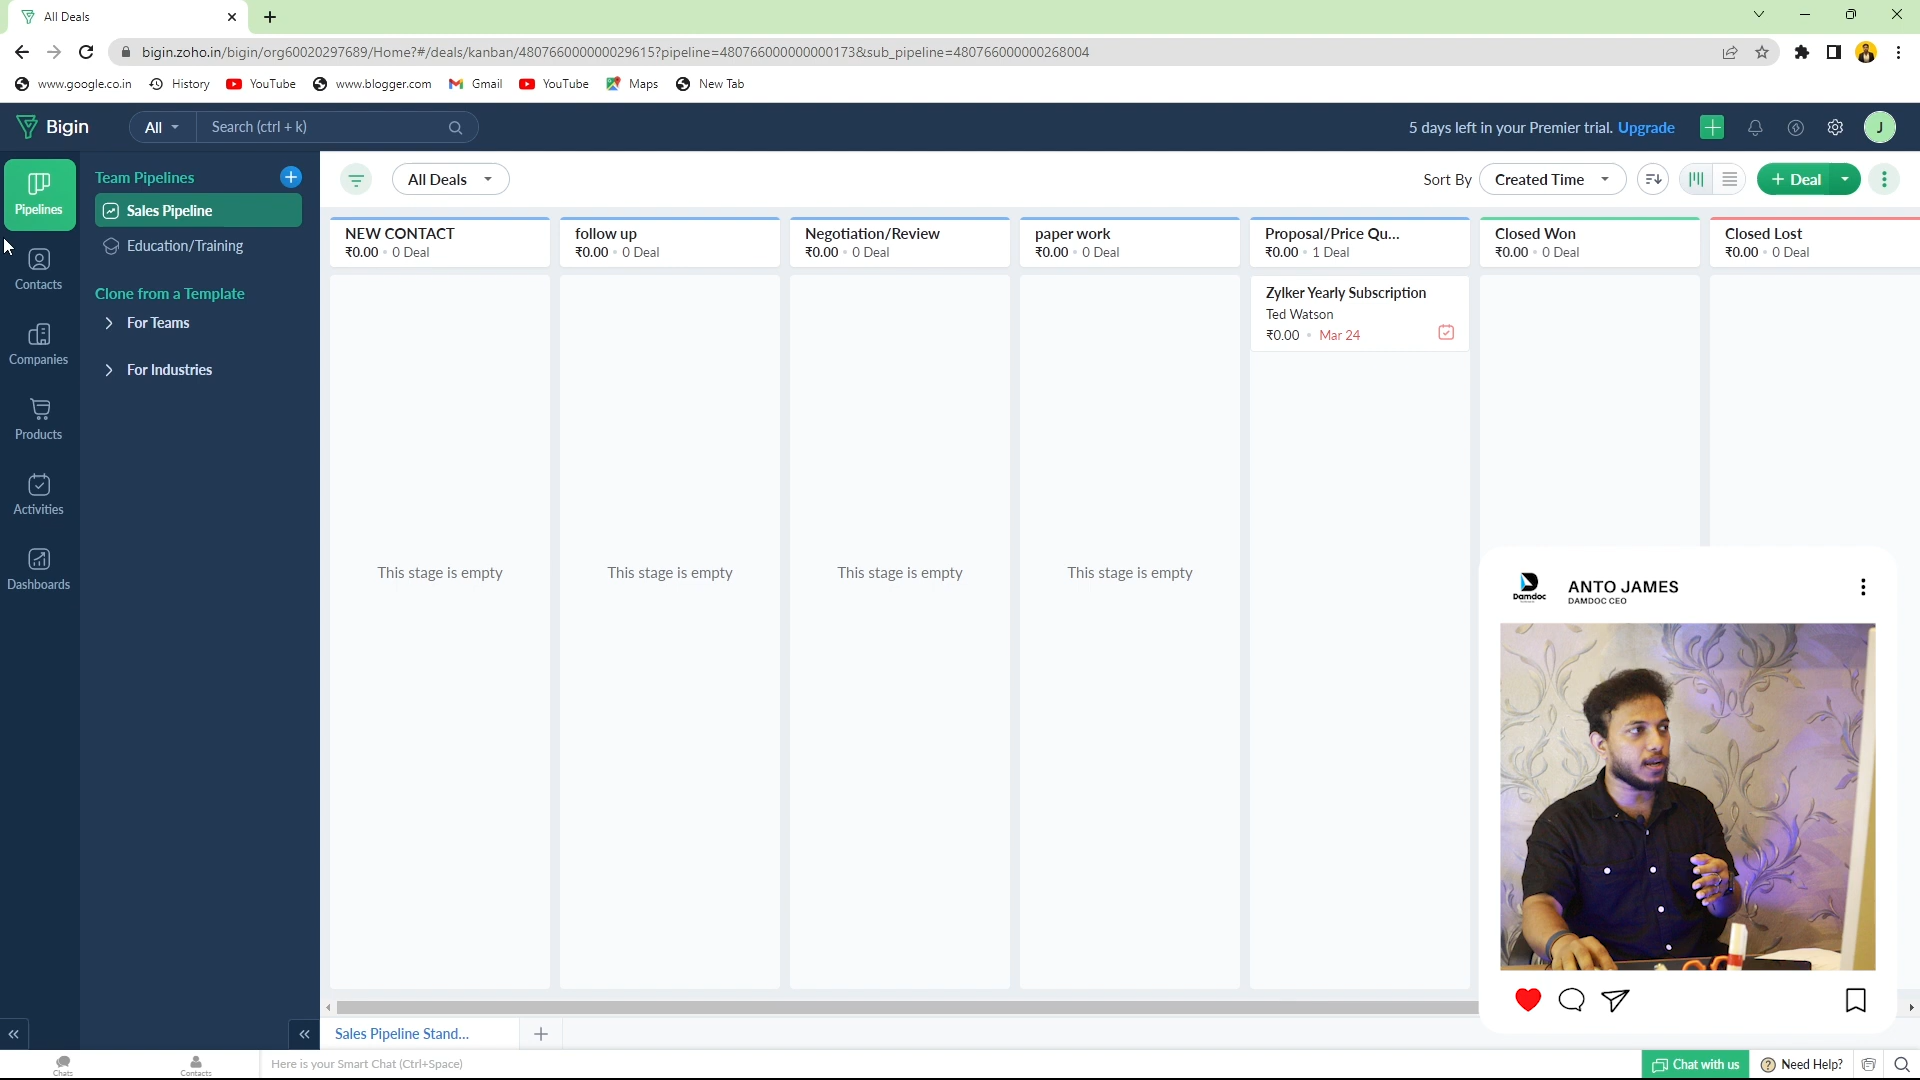 All Deals
bigin.zoho.in/bigin/org60020297689/Home?#/deals/kanban/480766000000029615?pipeline=480766000000000173&sub_pipeline=480766000000268004
www.google.co.in History YouTube www.blogger.com Gmail YouTube Maps New Tab
Bigin All Search (ctrl + k) 5 days left in your Premier trial. Upgrade J
Pipelines
Contacts
Companies
Products
Activities
Dashboards
Team Pipelines
Sales Pipeline
Education/Training
Clone from a Template
For Teams
For Industries
All Deals Sort By Created Time + Deal
NEW CONTACT
₹0.00 • 0 Deal
This stage is empty
follow up
₹0.00 • 0 Deal
This stage is empty
Negotiation/Review
₹0.00 • 0 Deal
This stage is empty
paper work
₹0.00 • 0 Deal
This stage is empty
Proposal/Price Qu...
₹0.00 • 1 Deal
Zylker Yearly Subscription
Ted Watson
₹0.00 • Mar 24
Closed Won
₹0.00 • 0 Deal
Closed Lost
₹0.00 • 0 Deal
Damdoc
ANTO JAMES
DAMDOC CEO
Sales Pipeline Stand...
Chats Contacts Here is your Smart Chat (Ctrl+Space) Chat with us Need Help?